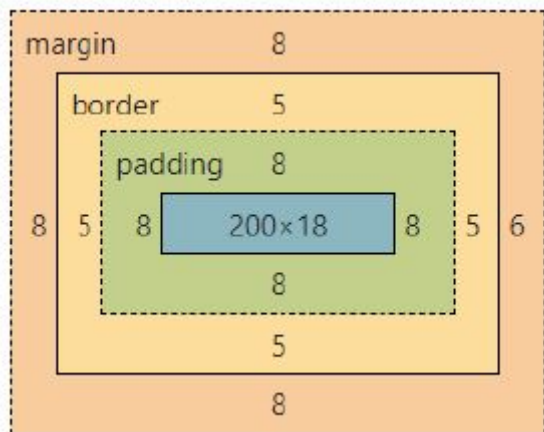 margin 8
border 5
padding 8
8 5 8 200×18 8 5 6
8
5
8